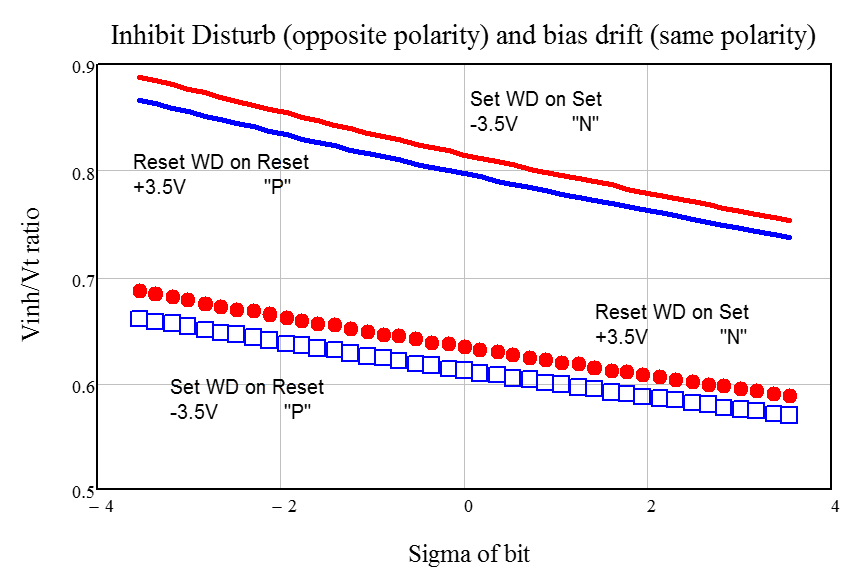 Inhibit Disturb (opposite polarity) and bias drift (same polarity)
0.9
Set WD on Set
-3.5V "N"
Reset WD on Reset
+3.5V "P"
0.8
Vinh/Vt ratio
0.7
Reset WD on Set
+3.5V "N"
0.6
Set WD on Reset
-3.5V "P"
0.5
− 4 − 2 0 2 4
Sigma of bit